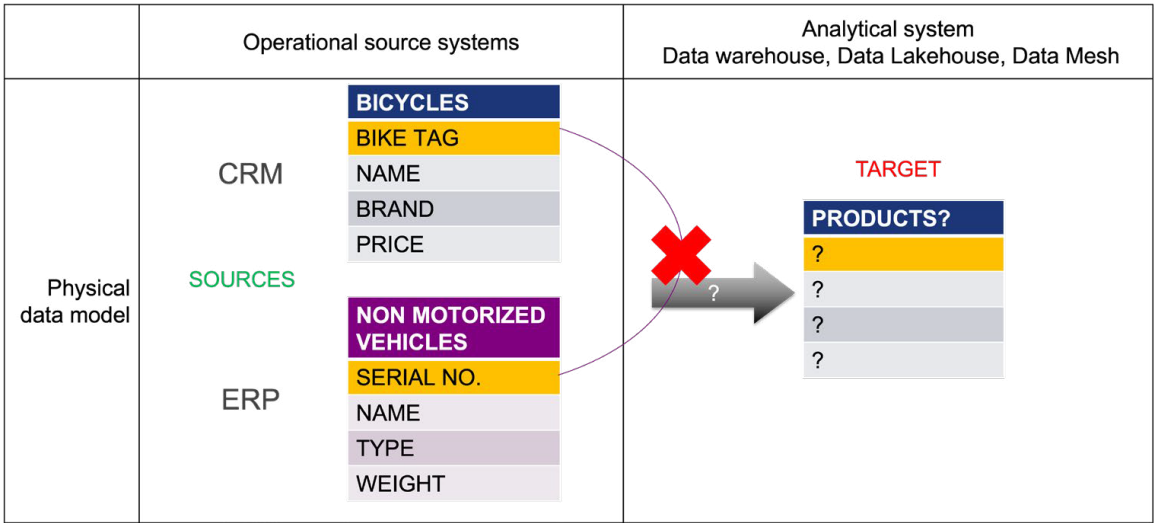 Operational source systems
Analytical system
Data warehouse, Data Lakehouse, Data Mesh
Physical
data model
CRM
SOURCES
ERP
BICYCLES
BIKE TAG
NAME
BRAND
PRICE
NON MOTORIZED
VEHICLES
SERIAL NO.
NAME
TYPE
WEIGHT
?
TARGET
PRODUCTS?
?
?
?
?